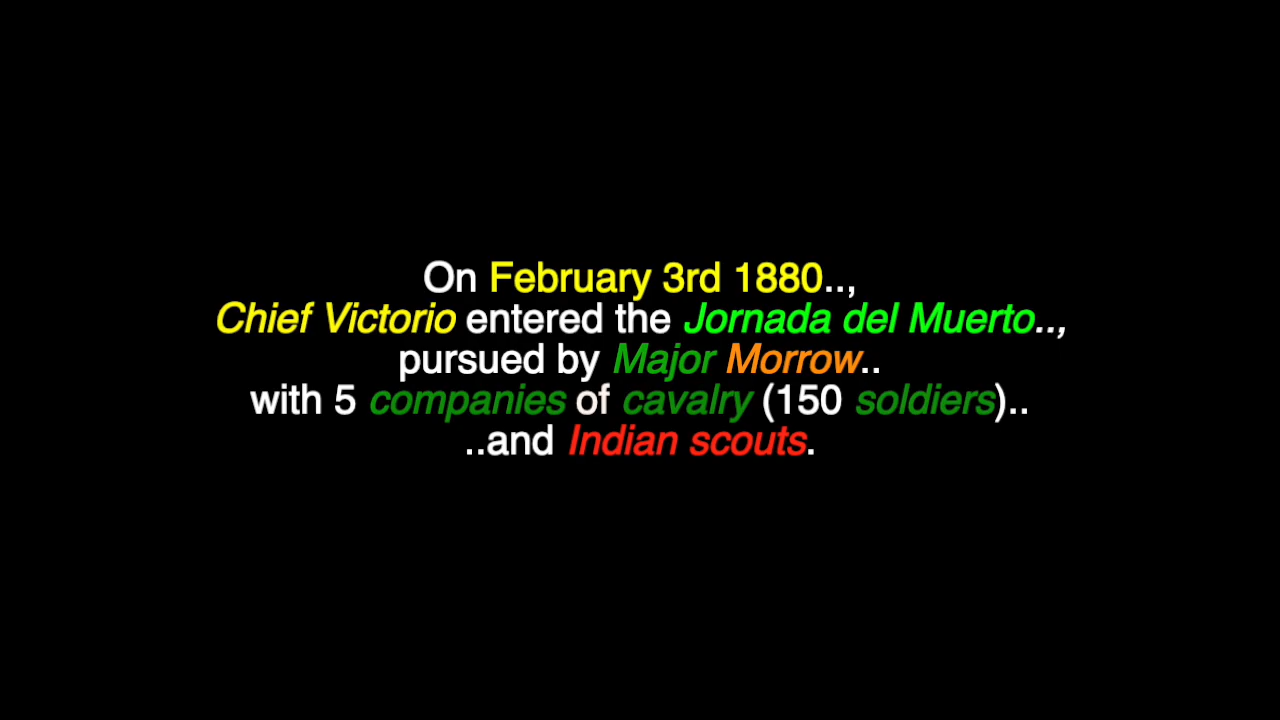 On February 3rd 1880..,
Chief Victorio entered the Jornada del Muerto..,
pursued by Major Morrow..
with 5 companies of cavalry (150 soldiers)..
..and Indian scouts.